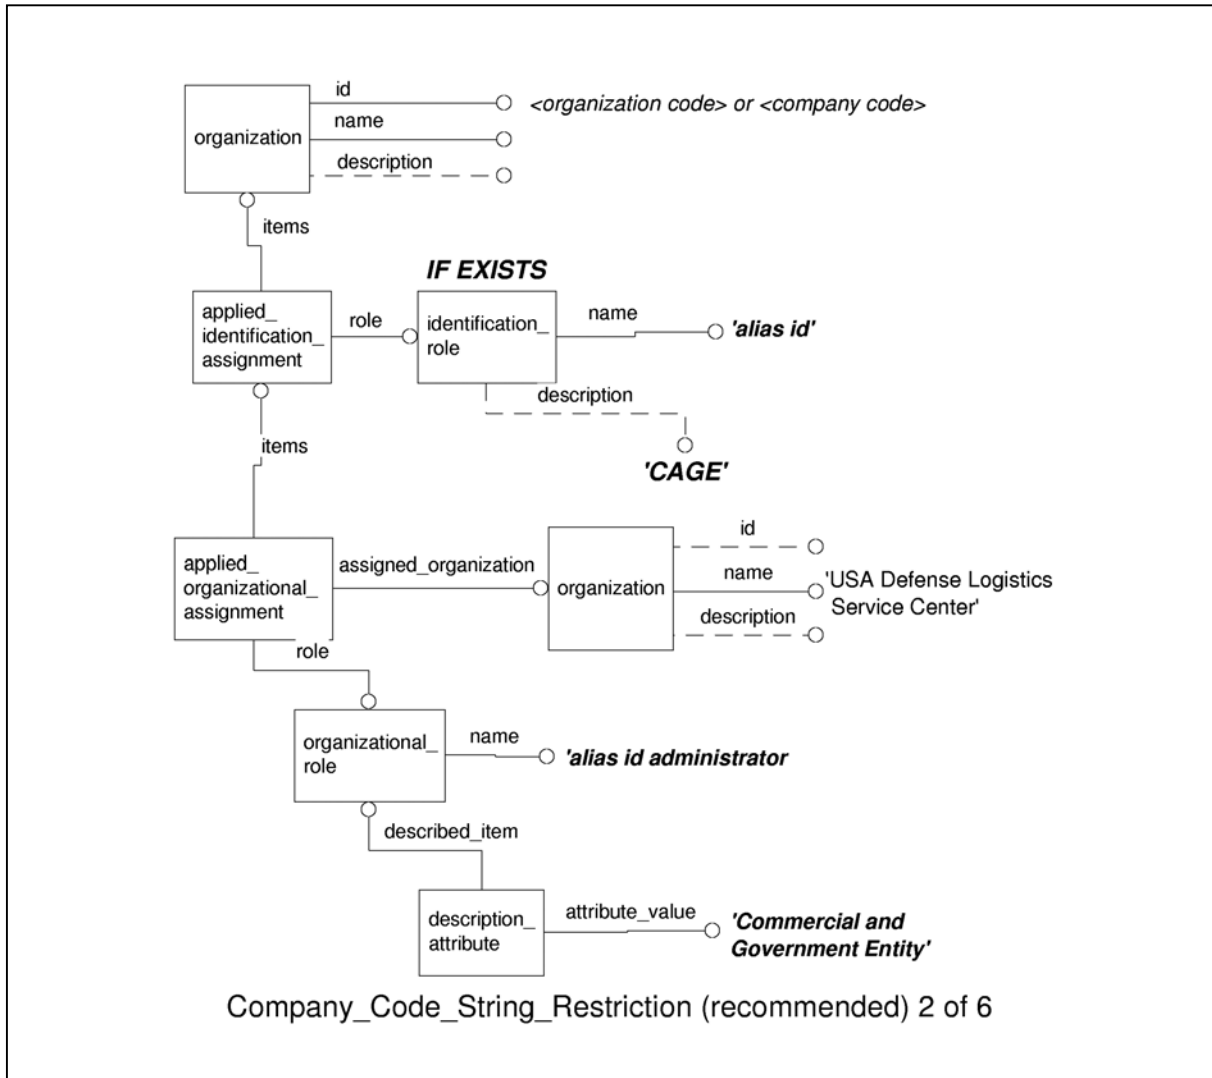 id
organization
<organization code> or <company code>
name
description
items
IF EXISTS
applied_
identification_
assignment
role
identification_
role
name
'alias id'
description
items
'CAGE'
applied_
organizational_
assignment
assigned_organization
organization
id
name
'USA Defense Logistics
Service Center'
description
role
organizational_
role
name
'alias id administrator
described_item
description_
attribute
attribute_value
'Commercial and
Government Entity'
Company_Code_String_Restriction (recommended) 2 of 6